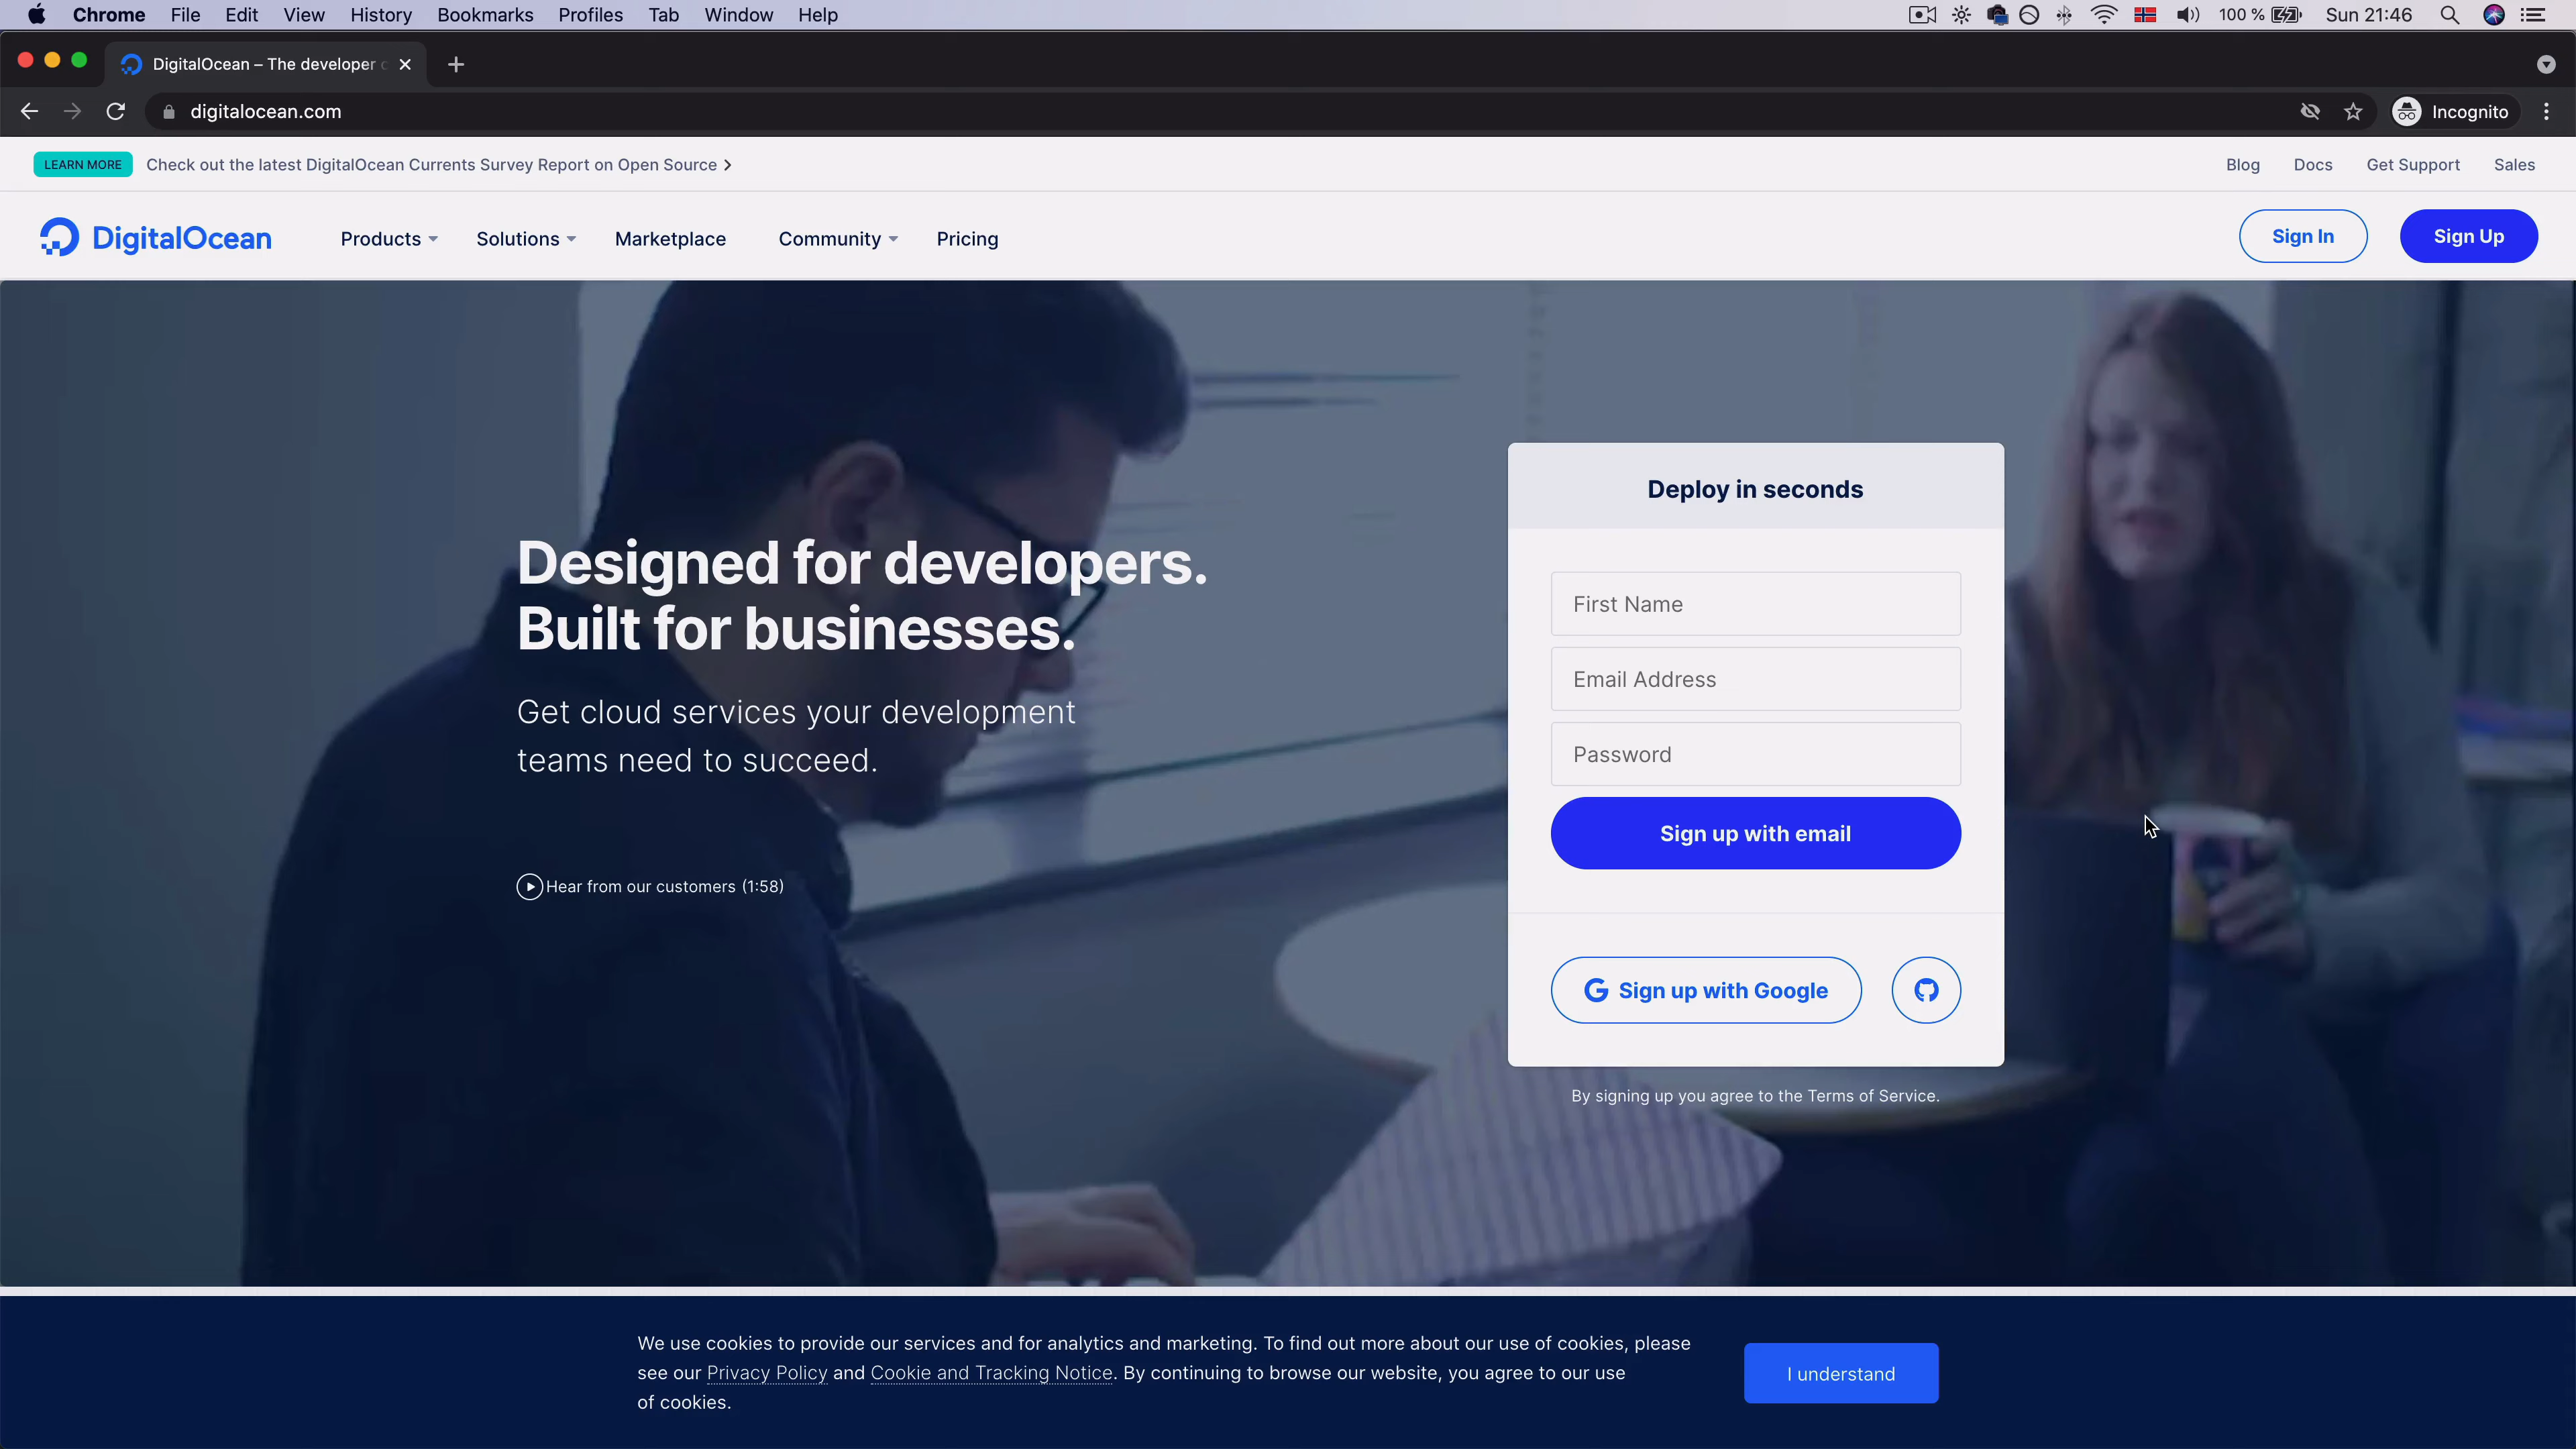 Chrome File Edit View History Bookmarks Profiles Tab Window Help 100 % Sun 21:46
DigitalOcean – The developer c
digitalocean.com Incognito
LEARN MORE Check out the latest DigitalOcean Currents Survey Report on Open Source Blog Docs Get Support Sales
DigitalOcean Products Solutions Marketplace Community Pricing Sign In Sign Up
Designed for developers.
Built for businesses.
Get cloud services your development
teams need to succeed.
Hear from our customers (1:58)
Deploy in seconds
First Name
Email Address
Password
Sign up with email
Sign up with Google
By signing up you agree to the Terms of Service.
We use cookies to provide our services and for analytics and marketing. To find out more about our use of cookies, please
see our Privacy Policy and Cookie and Tracking Notice. By continuing to browse our website, you agree to our use
of cookies.
I understand